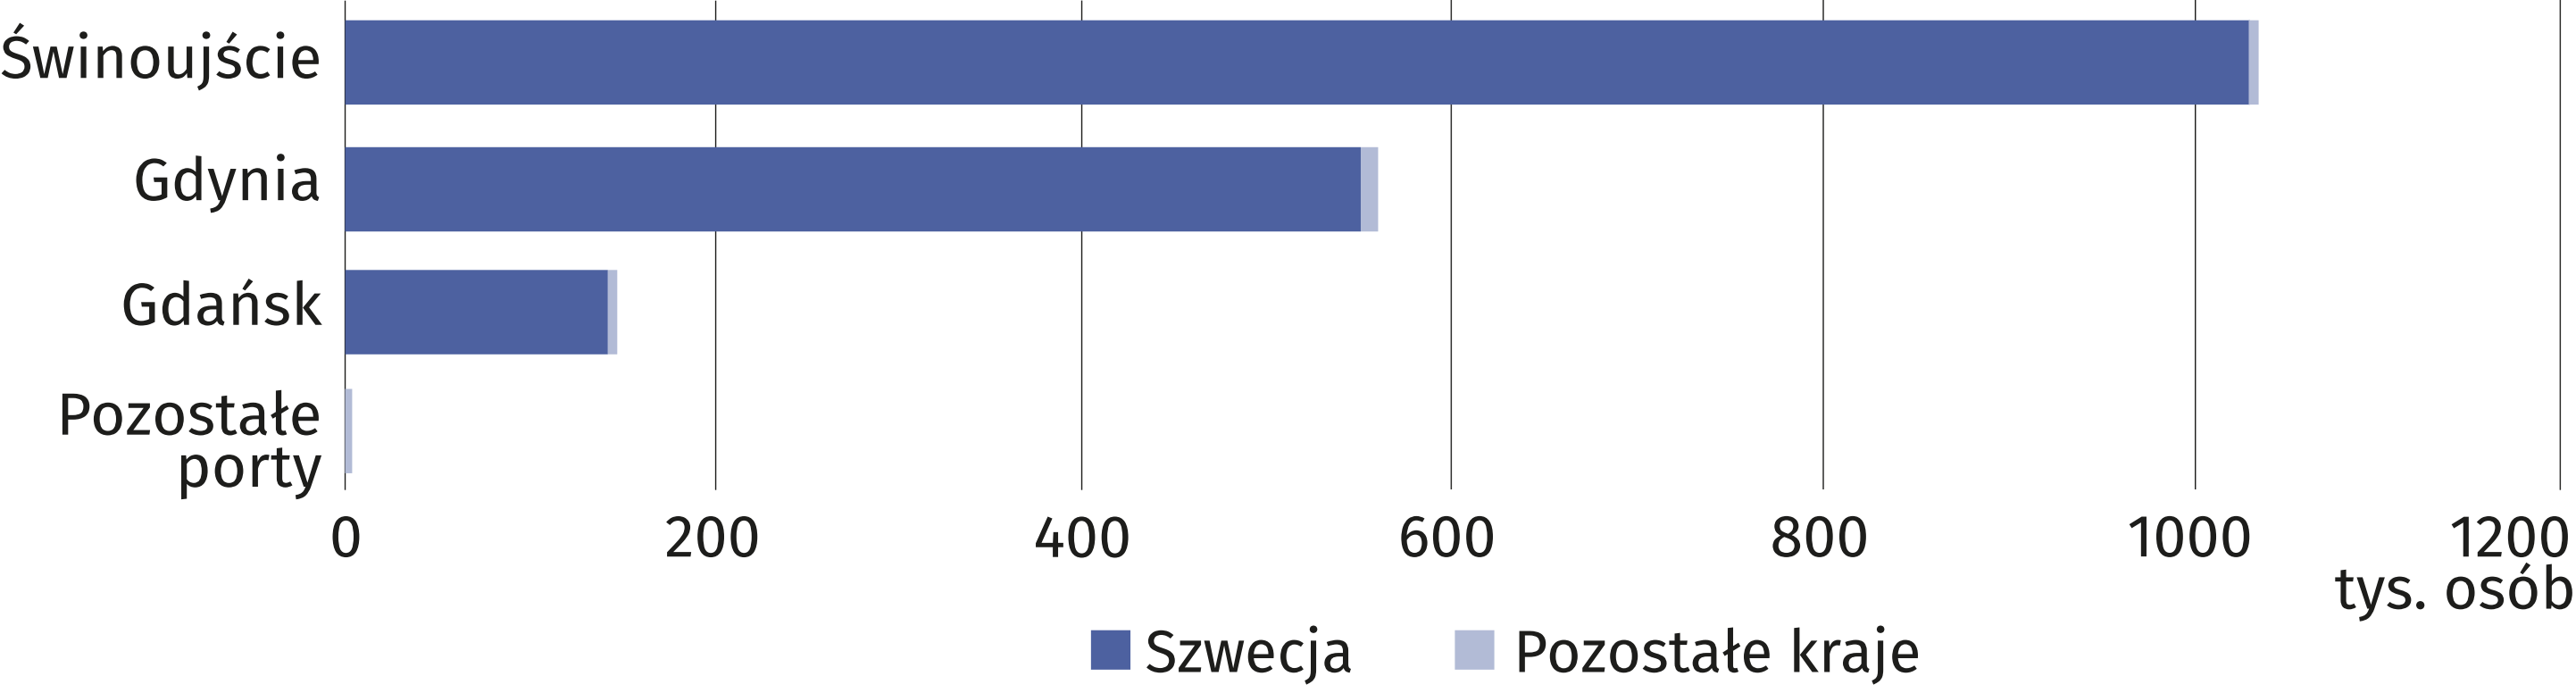 Świnoujście
Gdynia
Gdańsk
Pozostałe
porty
0 200 400 600 800 1000 1200
tys. osób
Szwecja Pozostałe kraje